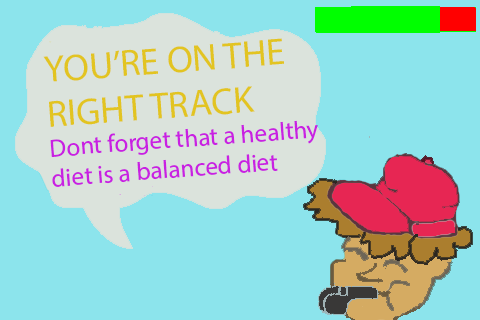 YOU'RE ON THE
RIGHT TRACK
Dont forget that a healthy
diet is a balanced diet